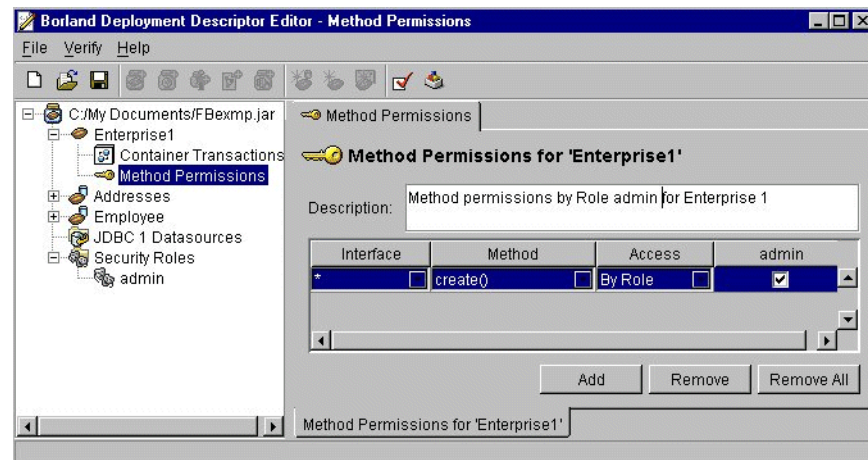 Borland Deployment Descriptor Editor - Method Permissions
File Verify Help
C:/My Documents/FBexmp.jar
Enterprise1
Container Transactions
Method Permissions
Addresses
Employee
JDBC 1 Datasources
Security Roles
admin
Method Permissions
Method Permissions for 'Enterprise1'
Description: Method permissions by Role admin for Enterprise 1
Interface Method Access admin
* create() By Role
Add Remove Remove All
Method Permissions for 'Enterprise1'